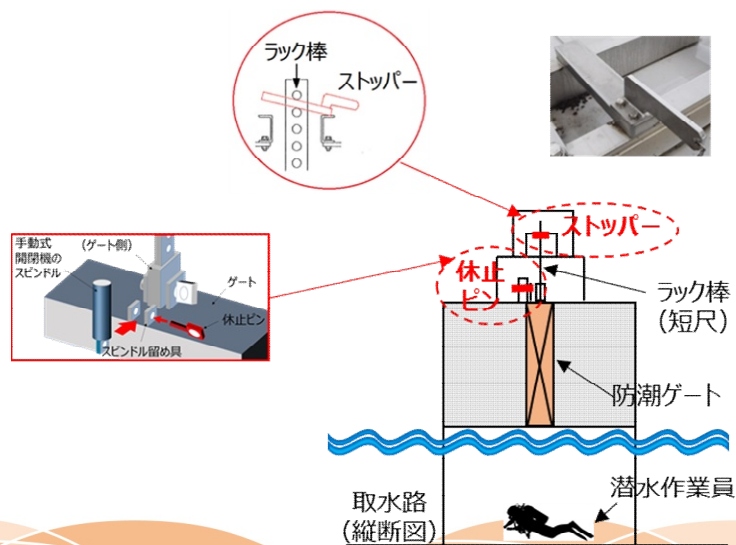 ラック棒
ストッパー
手動式
開閉機の
スピンドル
(ゲート側)
ゲート
休止ピン
スピンドル留め具
ストッパー
休止
ピン
ラック棒
(短尺)
防潮ゲート
潜水作業員
取水路
(縦断図)